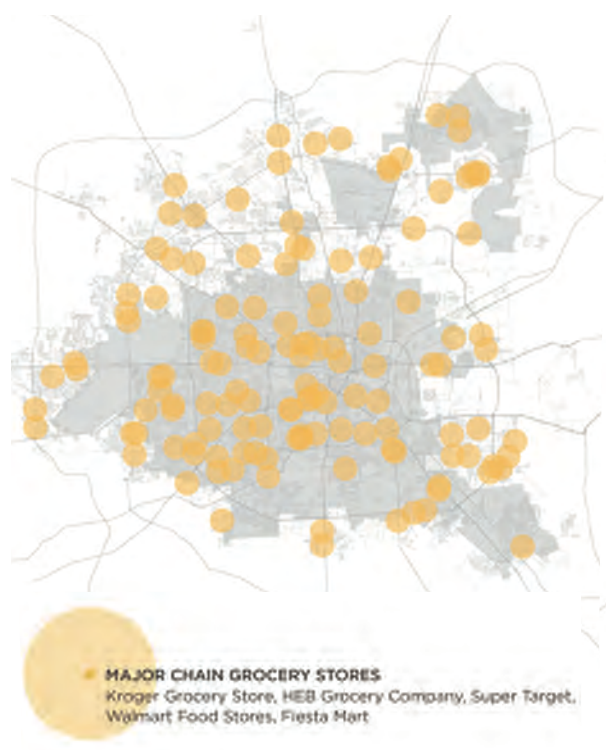 MAJOR CHAIN GROCERY STORES
Kroger Grocery Store, HEB Grocery Company, Super Target,
Walmart Food Stores, Fiesta Mart